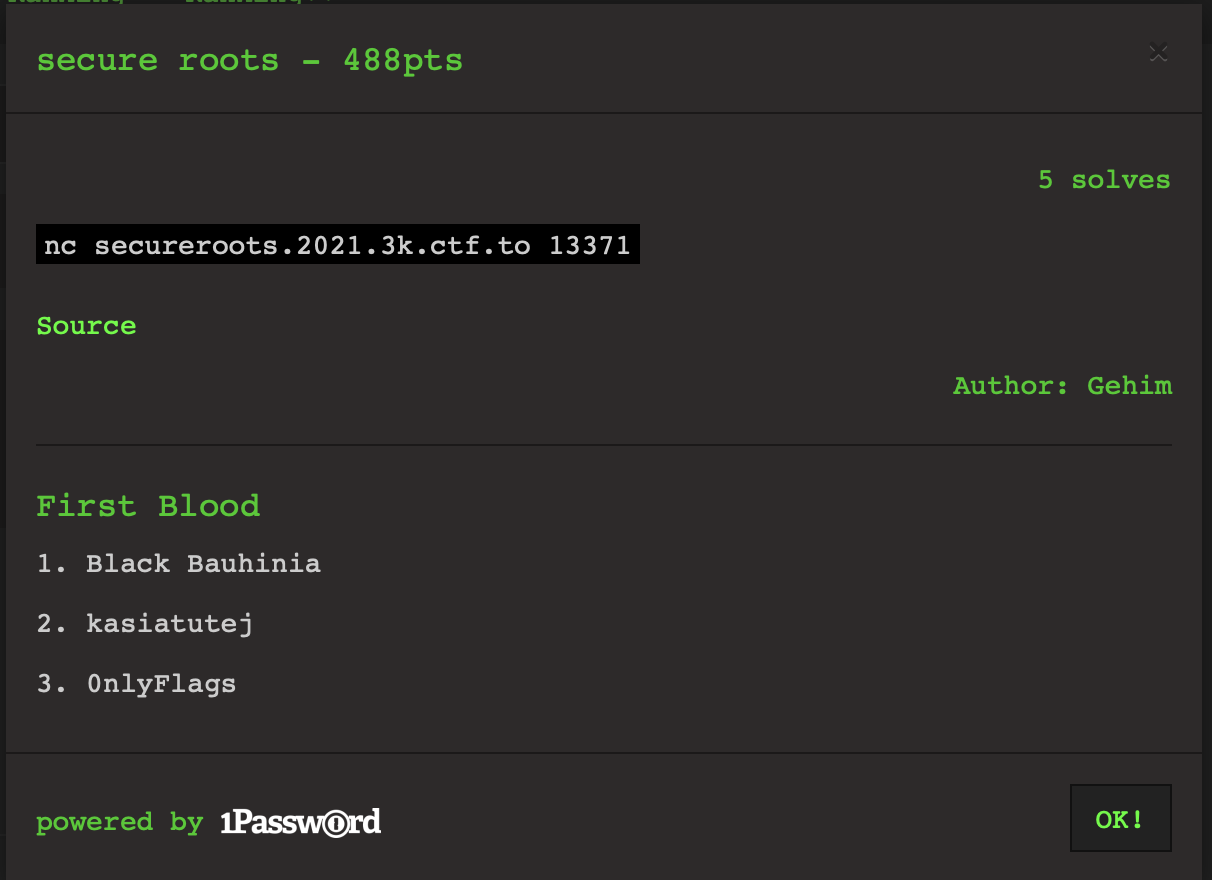 secure roots - 488pts
×
5 solves
nc secureroots.2021.3k.ctf.to 13371
Source
Author: Gehim
First Blood
1. Black Bauhinia
2. kasiatutej
3. 0nlyFlags
powered by 1Password
OK!